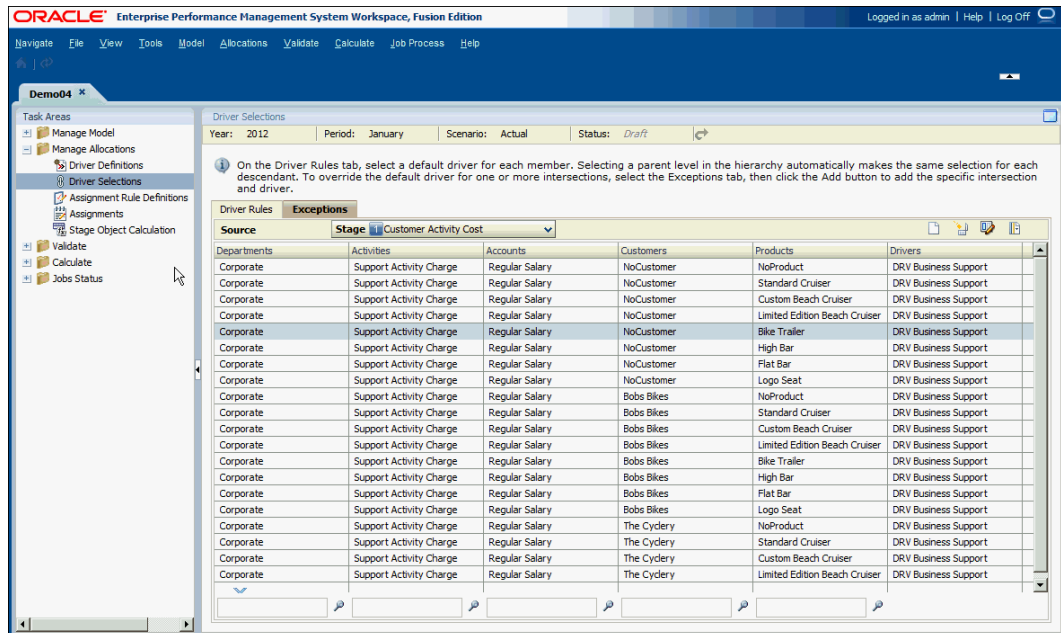 ORACLE Enterprise Performance Management System Workspace, Fusion Edition Logged in as admin | Help | Log Off
Navigate File View Tools Model Allocations Validate Calculate Job Process Help
Demo04
Task Areas
Manage Model
Manage Allocations
Driver Definitions
Driver Selections
Assignment Rule Definitions
Assignments
Stage Object Calculation
Validate
Calculate
Jobs Status
Driver Selections
Year: 2012 Period: January Scenario: Actual Status: Draft
On the Driver Rules tab, select a default driver for each member. Selecting a parent level in the hierarchy automatically makes the same selection for each
descendant. To override the default driver for one or more intersections, select the Exceptions tab, then click the Add button to add the specific intersection
and driver.
Driver Rules Exceptions
Source Stage 1 Customer Activity Cost
Departments Activities Accounts Customers Products Drivers
Corporate Support Activity Charge Regular Salary NoCustomer NoProduct DRV Business Support
Corporate Support Activity Charge Regular Salary NoCustomer Standard Cruiser DRV Business Support
Corporate Support Activity Charge Regular Salary NoCustomer Custom Beach Cruiser DRV Business Support
Corporate Support Activity Charge Regular Salary NoCustomer Limited Edition Beach Cruiser DRV Business Support
Corporate Support Activity Charge Regular Salary NoCustomer Bike Trailer DRV Business Support
Corporate Support Activity Charge Regular Salary NoCustomer High Bar DRV Business Support
Corporate Support Activity Charge Regular Salary NoCustomer Flat Bar DRV Business Support
Corporate Support Activity Charge Regular Salary NoCustomer Logo Seat DRV Business Support
Corporate Support Activity Charge Regular Salary Bobs Bikes NoProduct DRV Business Support
Corporate Support Activity Charge Regular Salary Bobs Bikes Standard Cruiser DRV Business Support
Corporate Support Activity Charge Regular Salary Bobs Bikes Custom Beach Cruiser DRV Business Support
Corporate Support Activity Charge Regular Salary Bobs Bikes Limited Edition Beach Cruiser DRV Business Support
Corporate Support Activity Charge Regular Salary Bobs Bikes Bike Trailer DRV Business Support
Corporate Support Activity Charge Regular Salary Bobs Bikes High Bar DRV Business Support
Corporate Support Activity Charge Regular Salary Bobs Bikes Flat Bar DRV Business Support
Corporate Support Activity Charge Regular Salary Bobs Bikes Logo Seat DRV Business Support
Corporate Support Activity Charge Regular Salary The Cyclery NoProduct DRV Business Support
Corporate Support Activity Charge Regular Salary The Cyclery Standard Cruiser DRV Business Support
Corporate Support Activity Charge Regular Salary The Cyclery Custom Beach Cruiser DRV Business Support
Corporate Support Activity Charge Regular Salary The Cyclery Limited Edition Beach Cruiser DRV Business Support